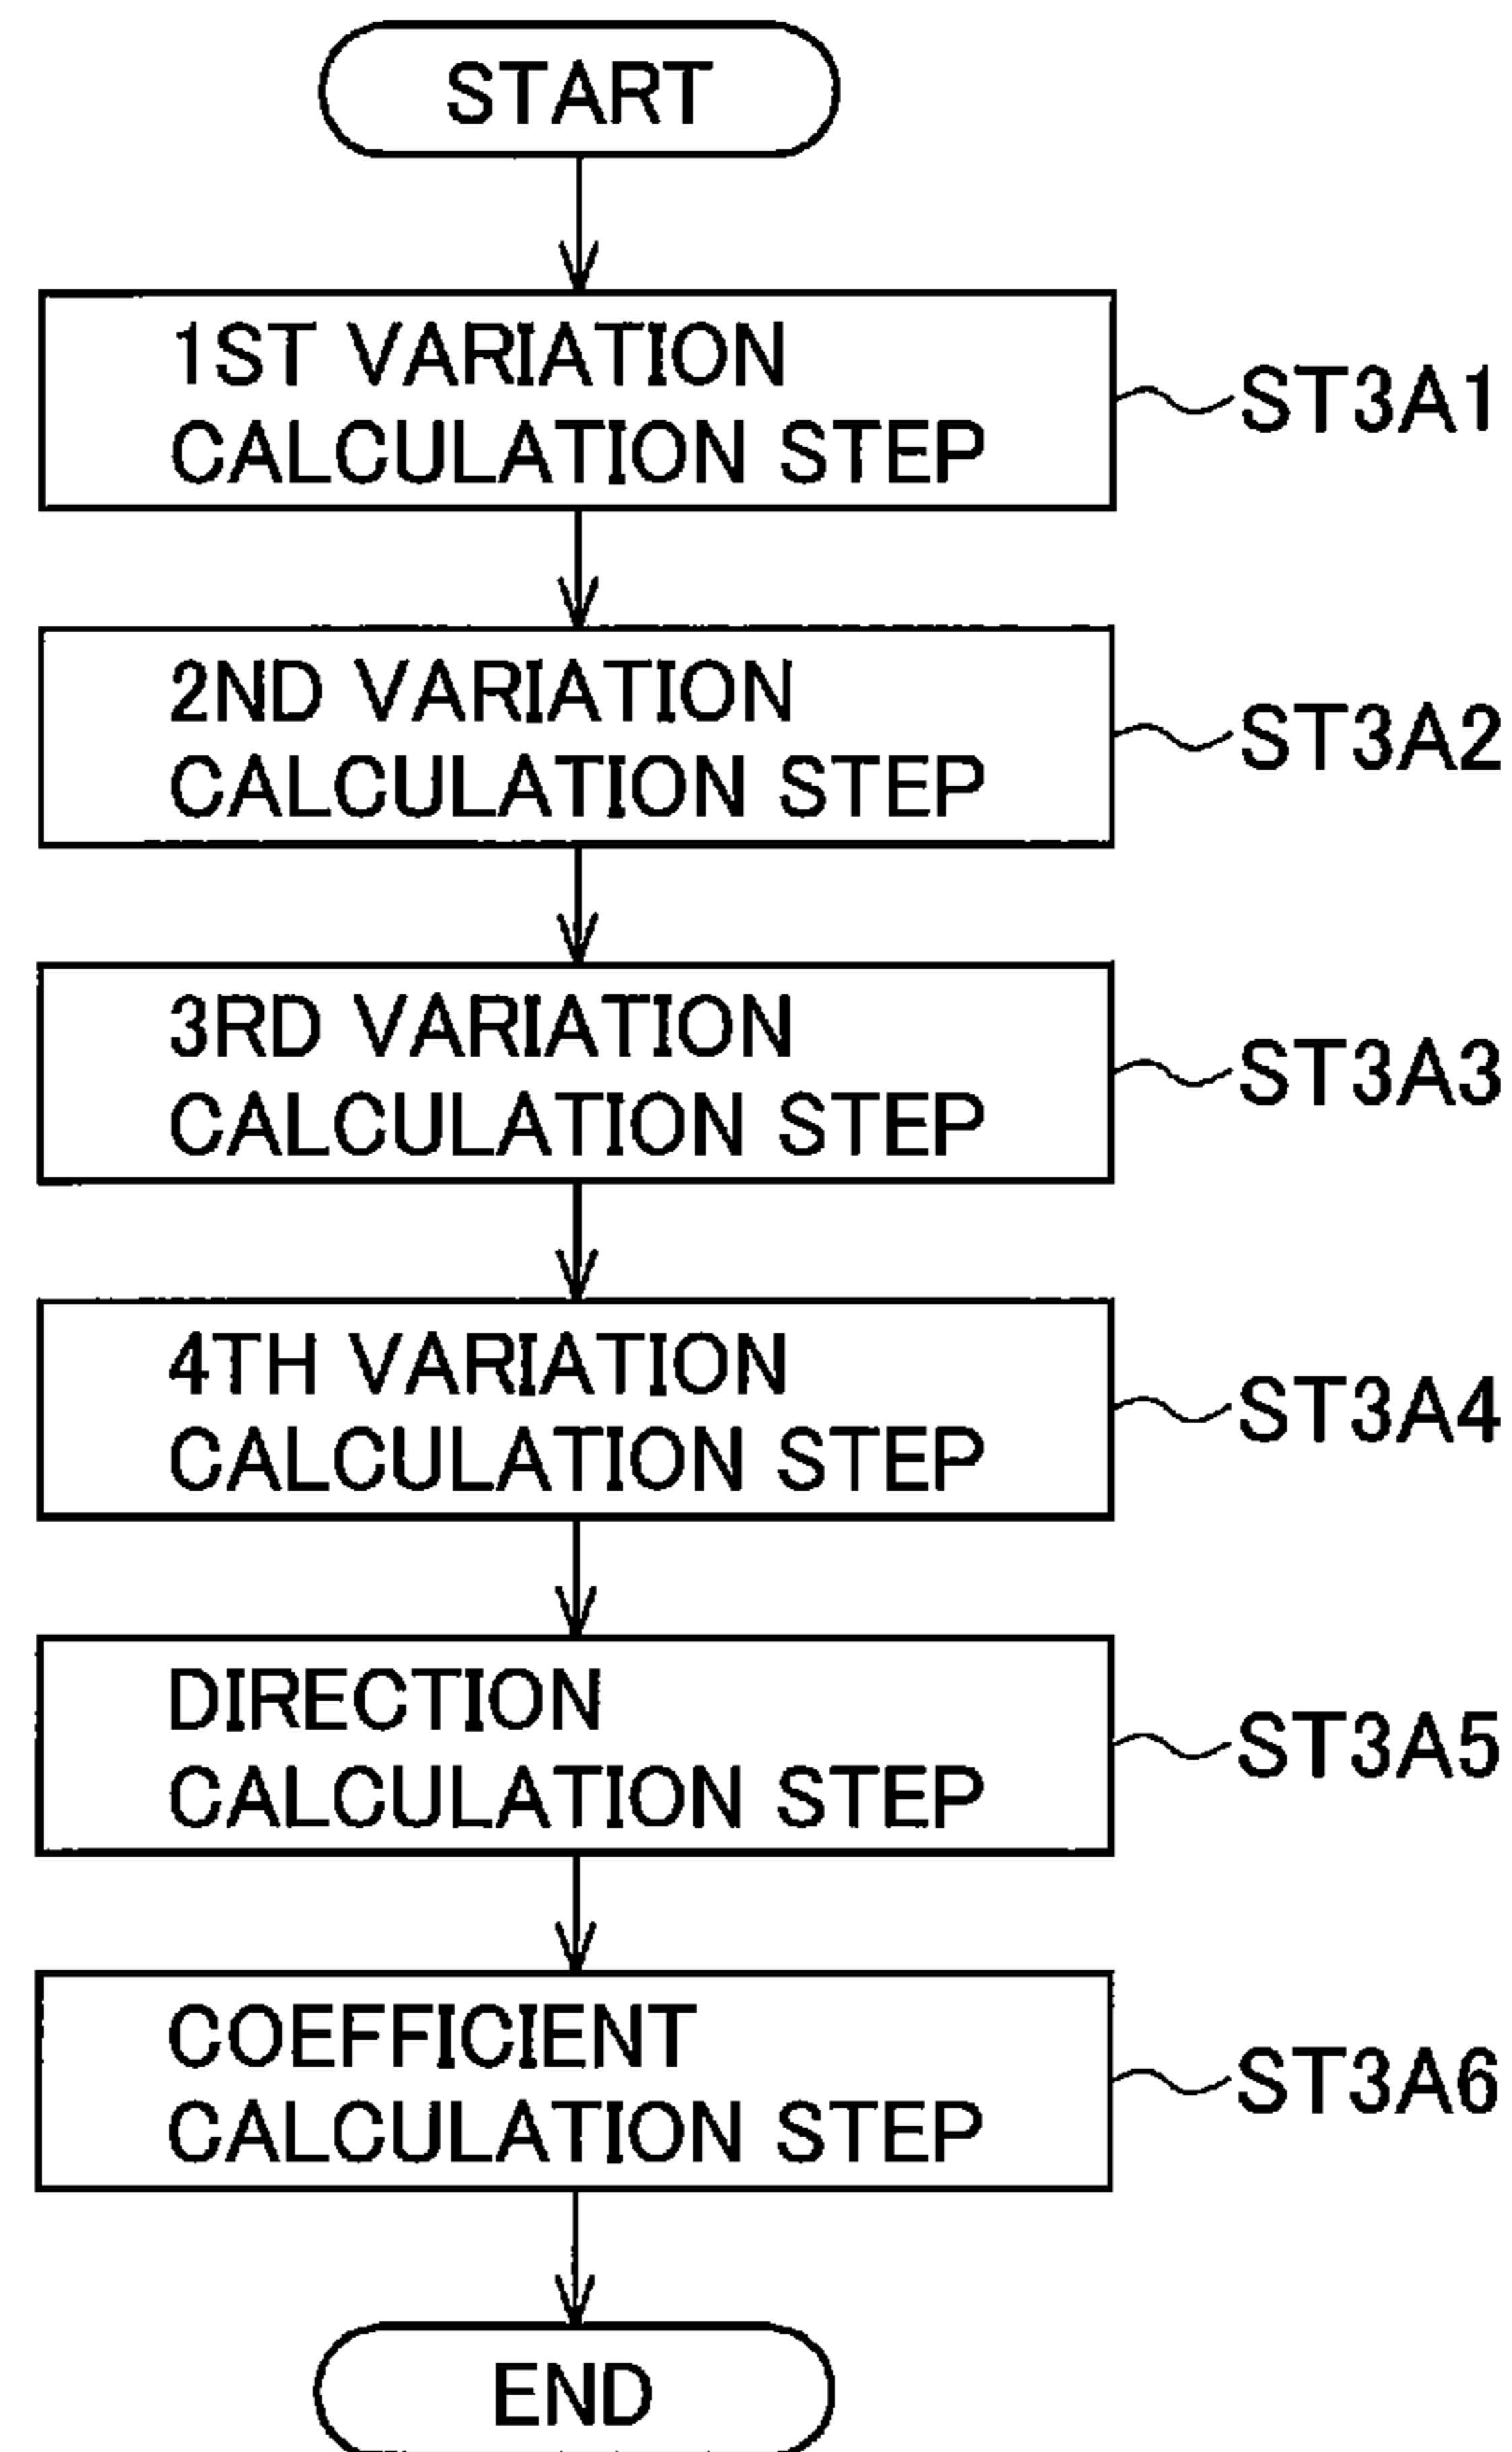 START
1ST VARIATION
CALCULATION STEP
ST3A1
2ND VARIATION
CALCULATION STEP
ST3A2
3RD VARIATION
CALCULATION STEP
ST3A3
4TH VARIATION
CALCULATION STEP
ST3A4
DIRECTION
CALCULATION STEP
ST3A5
COEFFICIENT
CALCULATION STEP
ST3A6
END